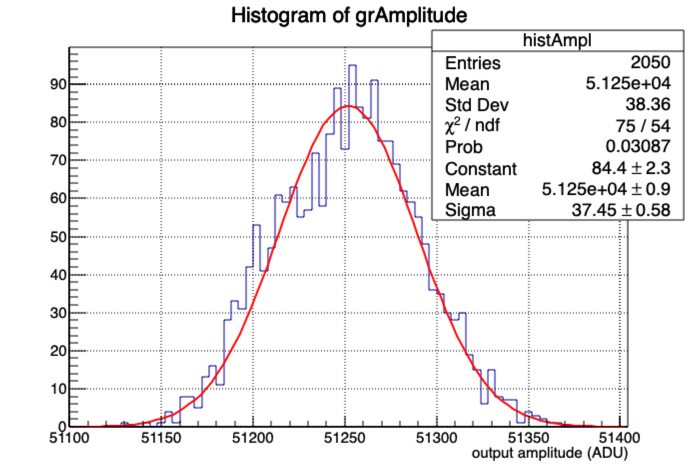 Histogram of grAmplitude
histAmpl
Entries 2050
Mean 5.125e+04
Std Dev 38.36
χ² / ndf 75 / 54
Prob 0.03087
Constant 84.4 ± 2.3
Mean 5.125e+04 ± 0.9
Sigma 37.45 ± 0.58
90
80
70
60
50
40
30
20
10
0
51100 51150 51200 51250 51300 51350 51400
output amplitude (ADU)